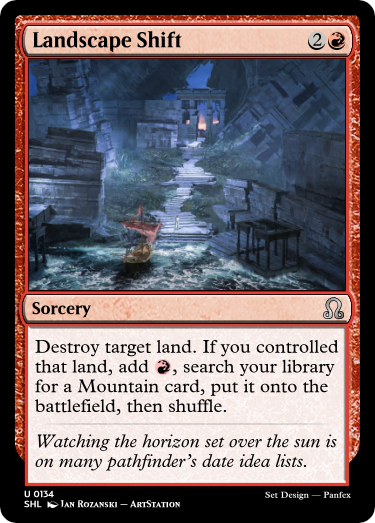 Landscape Shift 2
Sorcery
Destroy target land. If you controlled
that land, add , search your library
for a Mountain card, put it onto the
battlefield, then shuffle.
Watching the horizon set over the sun is
on many pathfinder's date idea lists.
U 0134
Set Design — Panfex
SHL Ian Rozanski — ArtStation